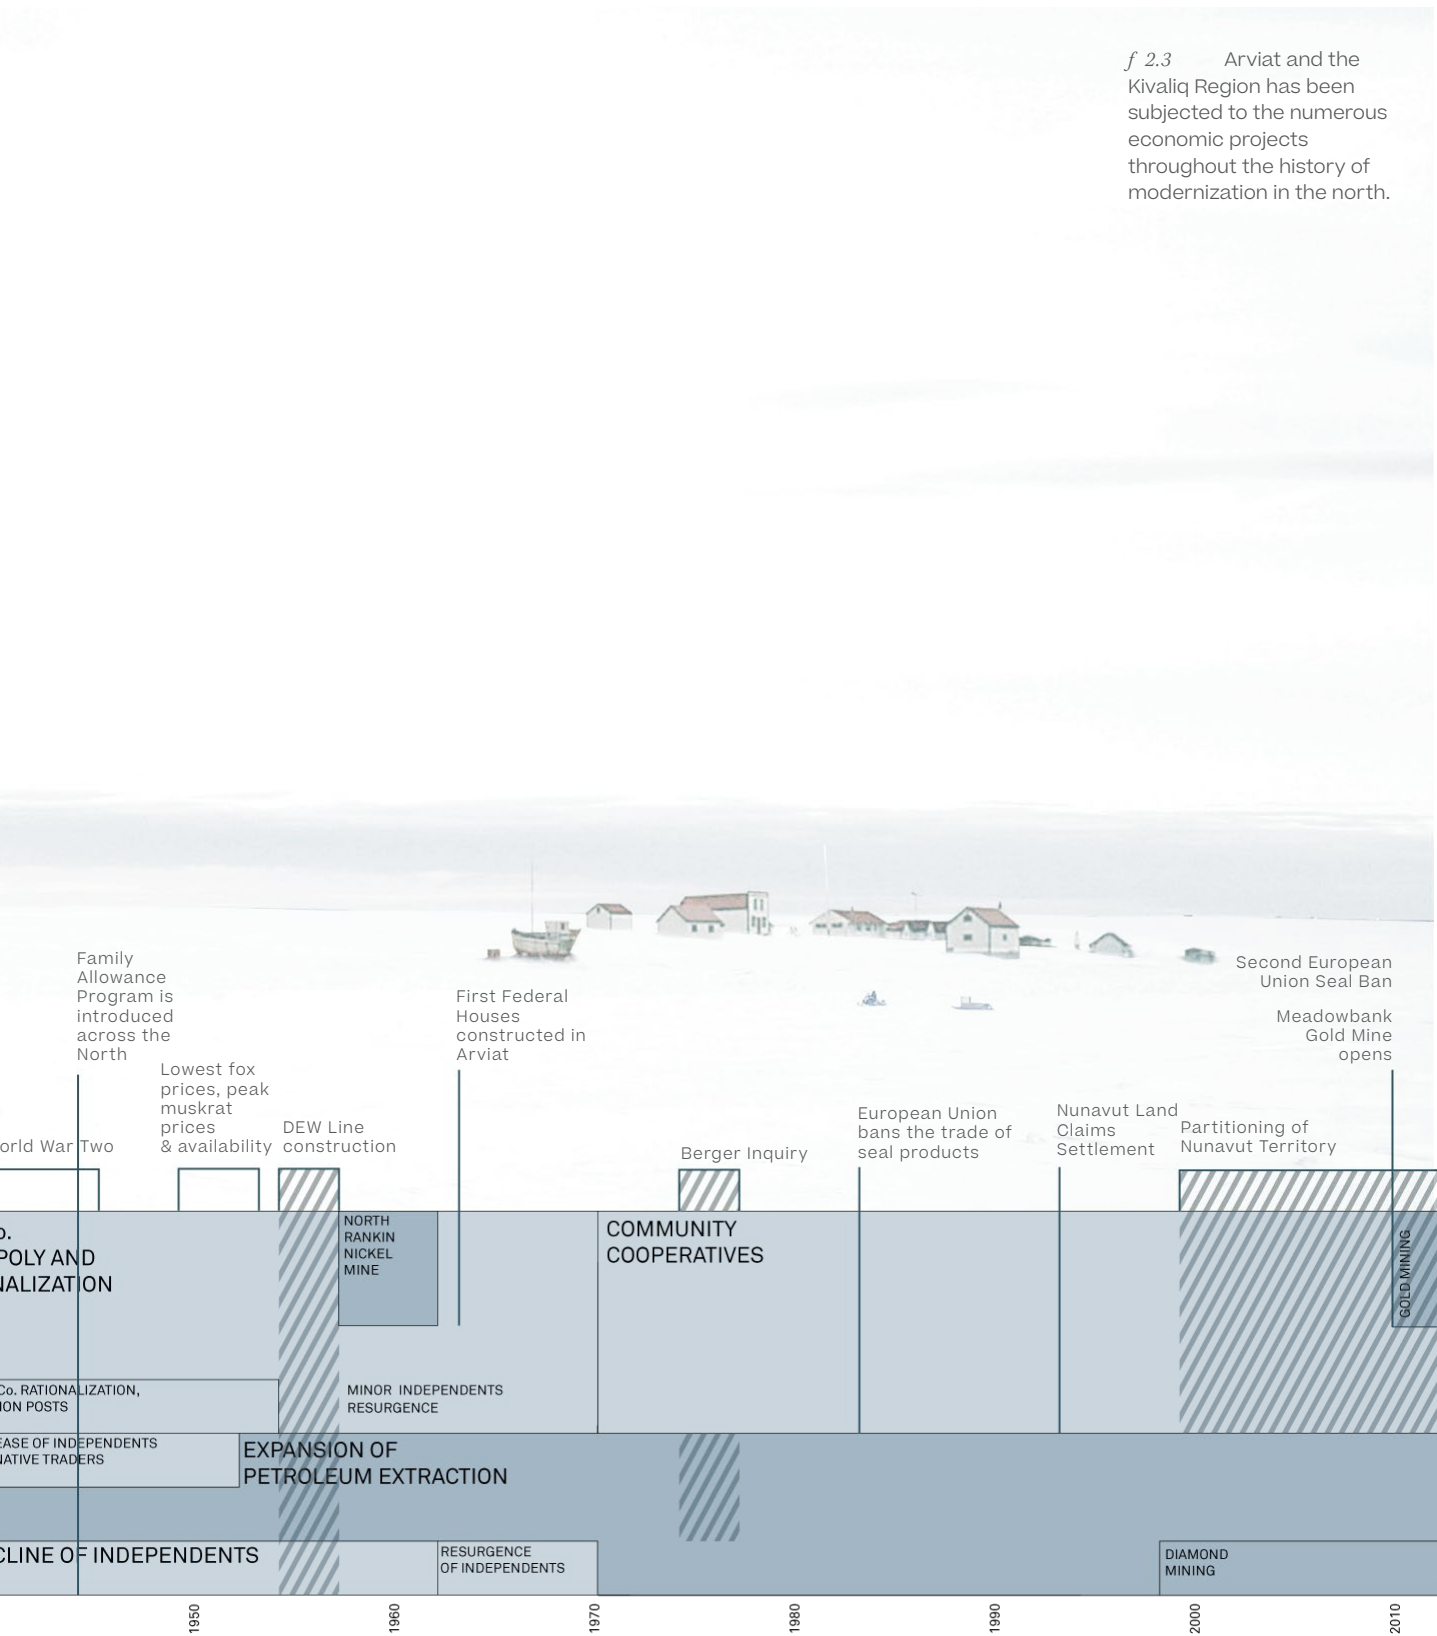 f 2.3 Arviat and the
Kivaliq Region has been
subjected to the numerous
economic projects
throughout the history of
modernization in the north.
Family
Allowance
Program is
introduced
across the
North
Lowest fox
prices, peak
muskrat
prices
& availability
DEW Line
construction
First Federal
Houses
constructed in
Arviat
Berger Inquiry
European Union
bans the trade of
seal products
Nunavut Land
Claims
Settlement
Partitioning of
Nunavut Territory
Second European
Union Seal Ban
Meadowbank
Gold Mine
opens
orld War Two
o.
POLY AND
NALIZATION
NORTH
RANKIN
NICKEL
MINE
COMMUNITY
COOPERATIVES
GOLD MINING
Co. RATIONALIZATION,
ION POSTS
MINOR INDEPENDENTS
RESURGENCE
EASE OF INDEPENDENTS
NATIVE TRADERS
EXPANSION OF
PETROLEUM EXTRACTION
CLINE OF INDEPENDENTS
RESURGENCE
OF INDEPENDENTS
DIAMOND
MINING
1950
1960
1970
1980
1990
2000
2010